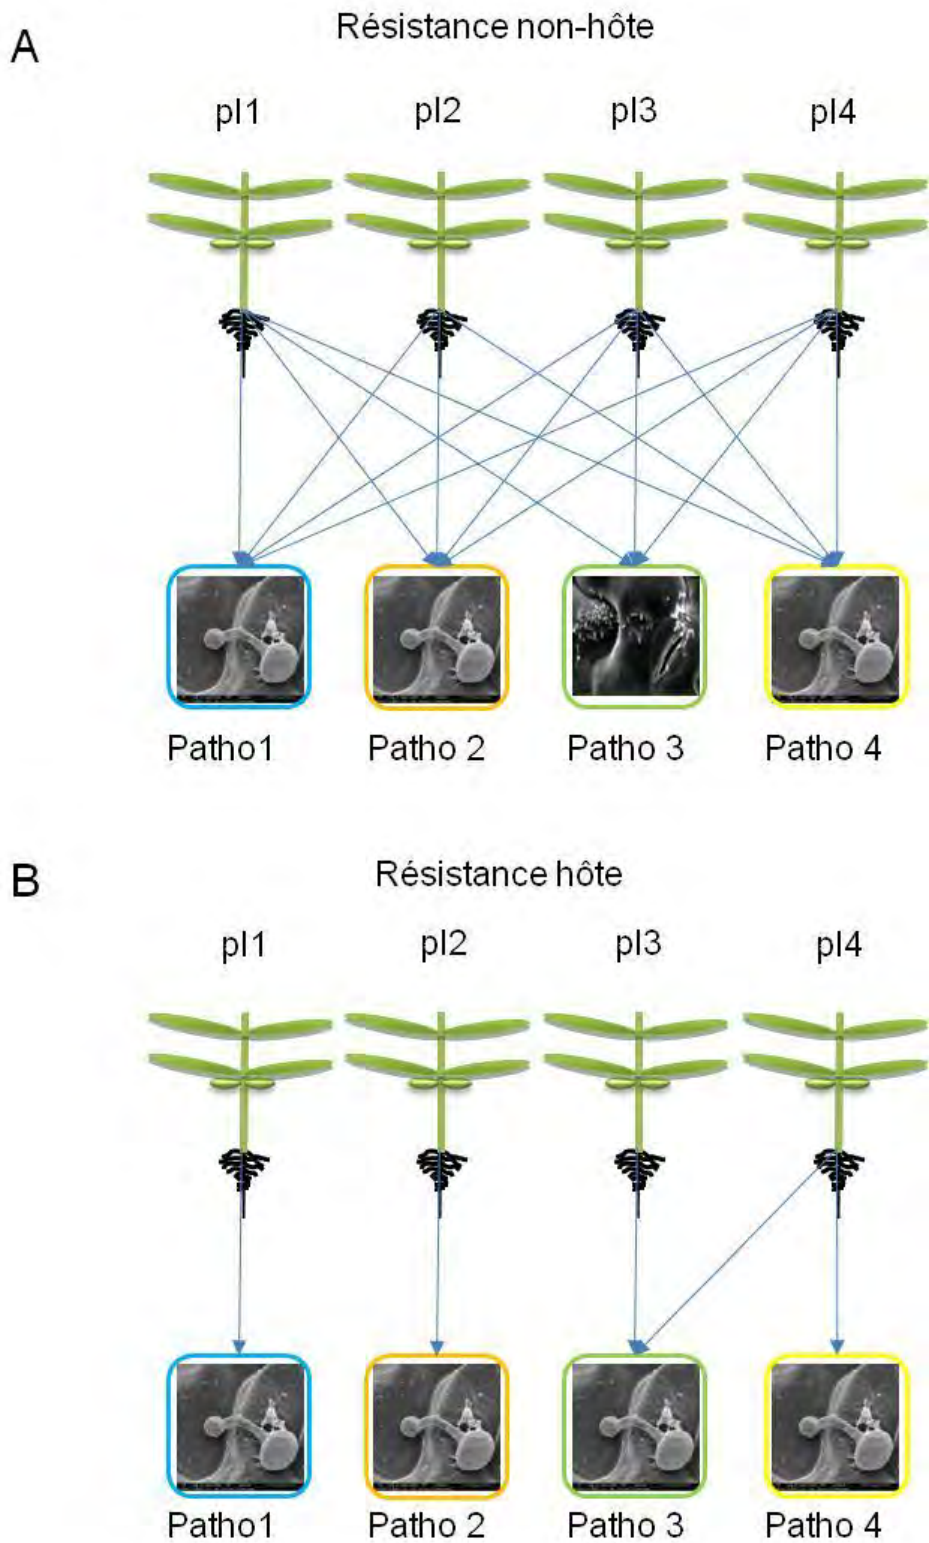 A
Résistance non-hôte
pl1 pl2 pl3 pl4
Patho1 Patho 2 Patho 3 Patho 4
B
Résistance hôte
pl1 pl2 pl3 pl4
Patho1 Patho 2 Patho 3 Patho 4